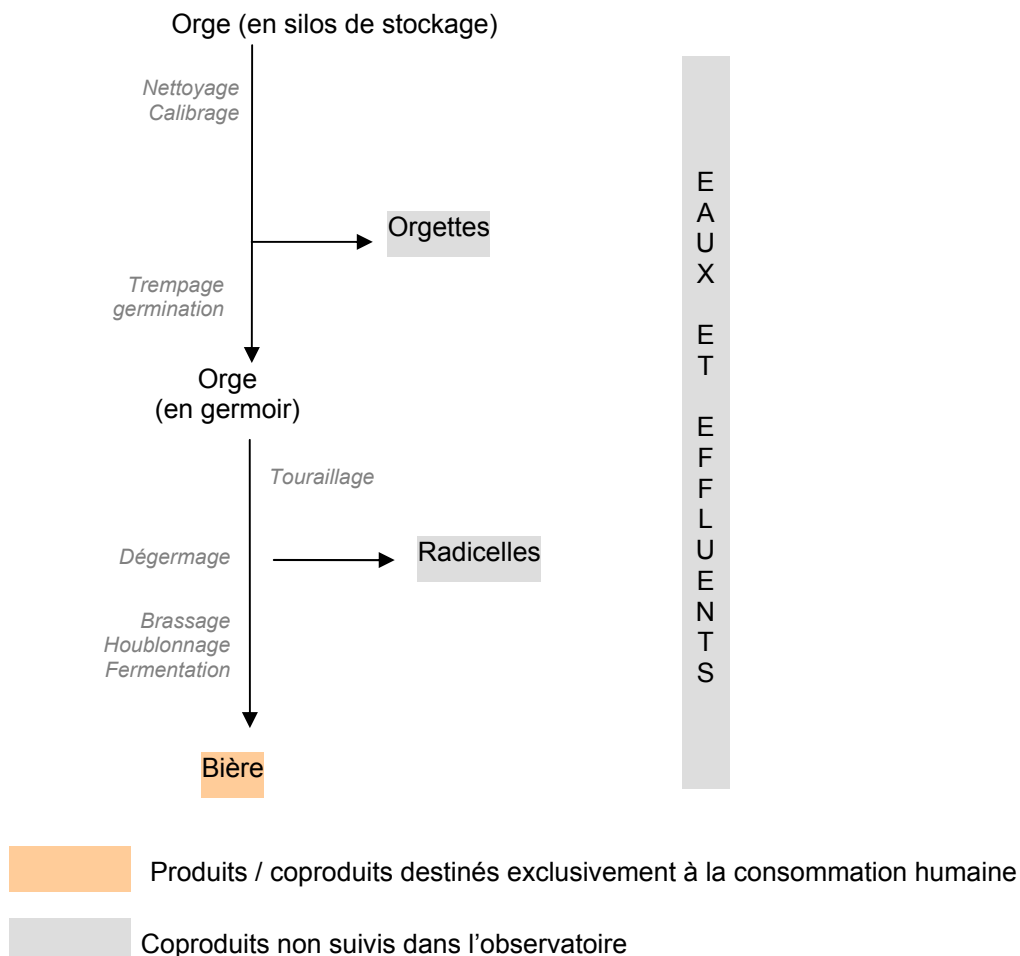 Orge (en silos de stockage)
Nettoyage
Calibrage
Orgettes
Trempage
germination
Orge
(en germoir)
Touraillage
Dégermage
Radicelles
Brassage
Houblonnage
Fermentation
Bière
E
A
U
X
E
T
E
F
F
L
U
E
N
T
S
Produits / coproduits destinés exclusivement à la consommation humaine
Coproduits non suivis dans l’observatoire